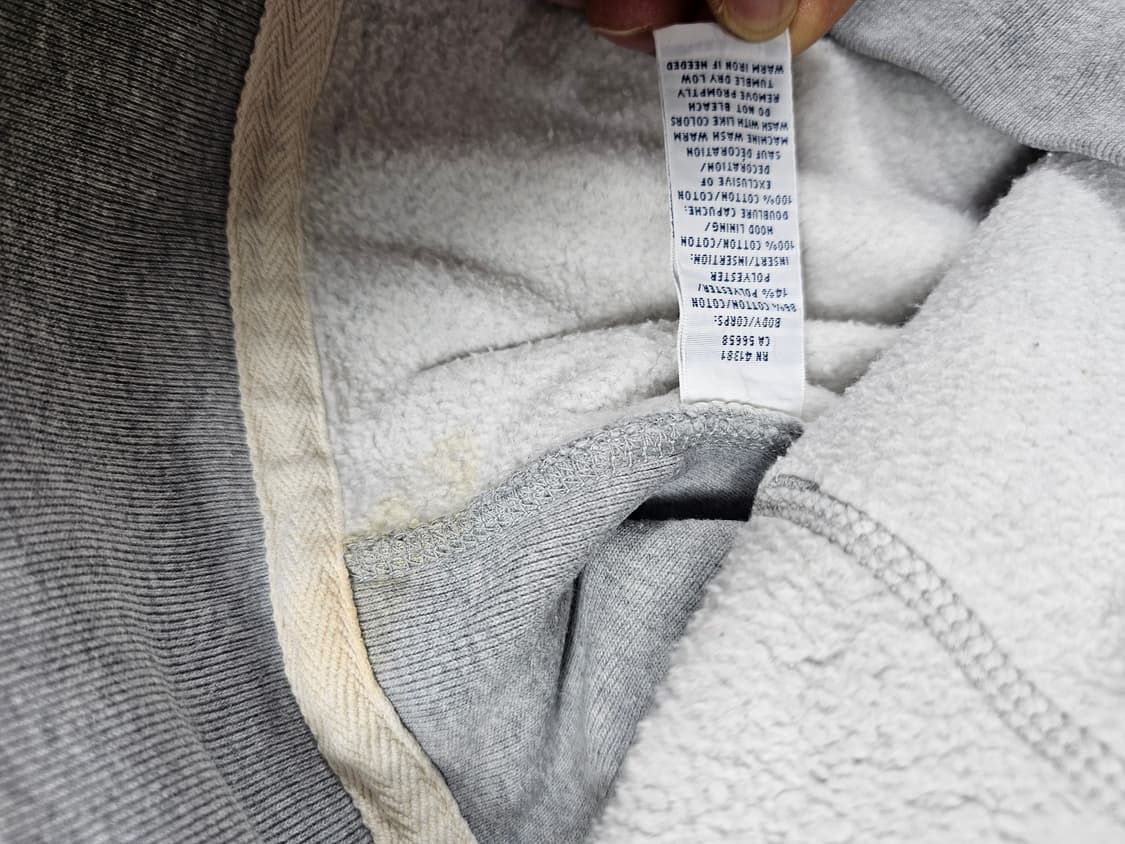 RN 41381
CA 56658
BODY/CORPS:
86% COTTON/COTON
14% POLYESTER/
POLYESTER
INSERT/INSERTION:
100% COTTON/COTON
HOOD LINING/
DOUBLURE CAPUCHE:
100% COTTON/COTON
EXCLUSIVE OF
DECORATION/
SAUF DÉCORATION
MACHINE WASH WARM
WASH WITH LIKE COLORS
DO NOT BLEACH
REMOVE PROMPTLY
TUMBLE DRY LOW
WARM IRON IF NEEDED